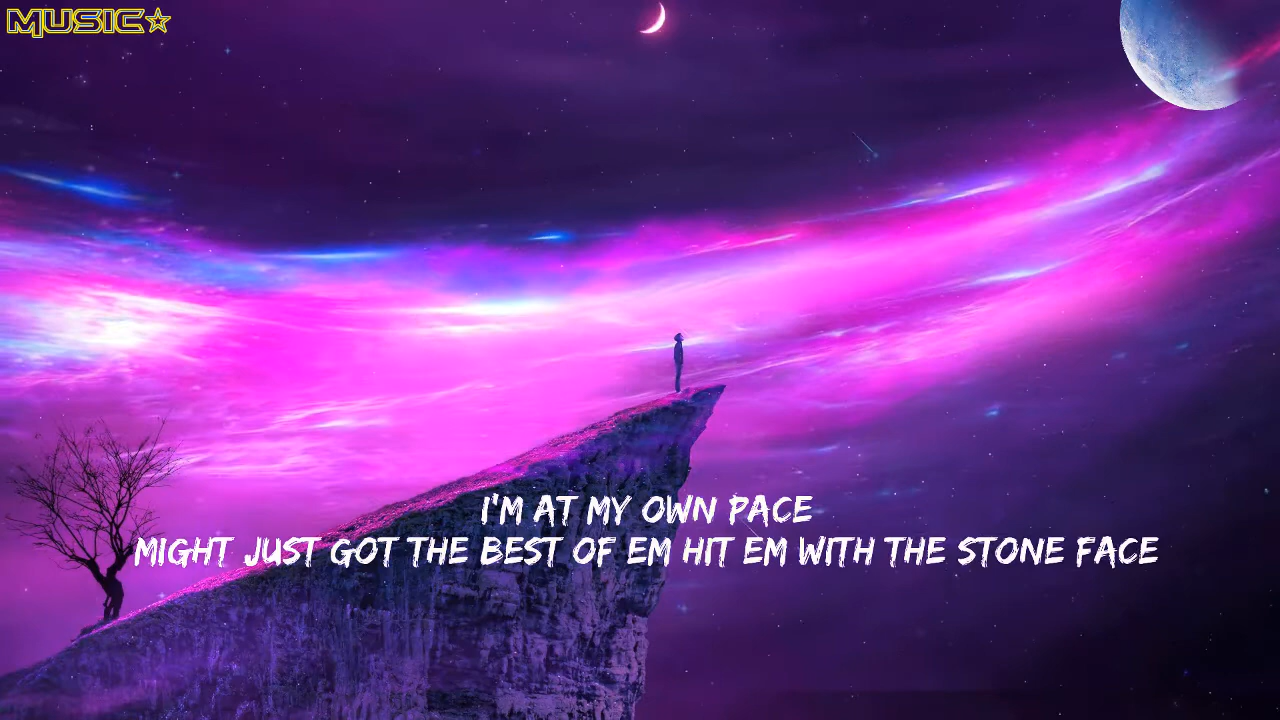 MUSIC☆
I'M AT MY OWN PACE
MIGHT JUST GOT THE BEST OF EM HIT EM WITH THE STONE FACE